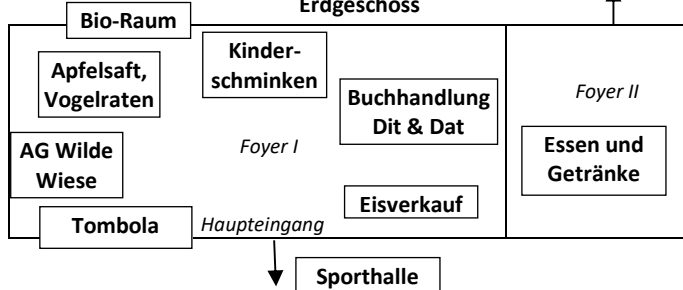 Erdgeschoss
Bio-Raum
Kinder-
schminken
Apfelsaft,
Vogelraten
Buchhandlung
Dit & Dat
Foyer II
Foyer I
AG Wilde
Wiese
Essen und
Getränke
Eisverkauf
Tombola
Haupteingang
Sporthalle